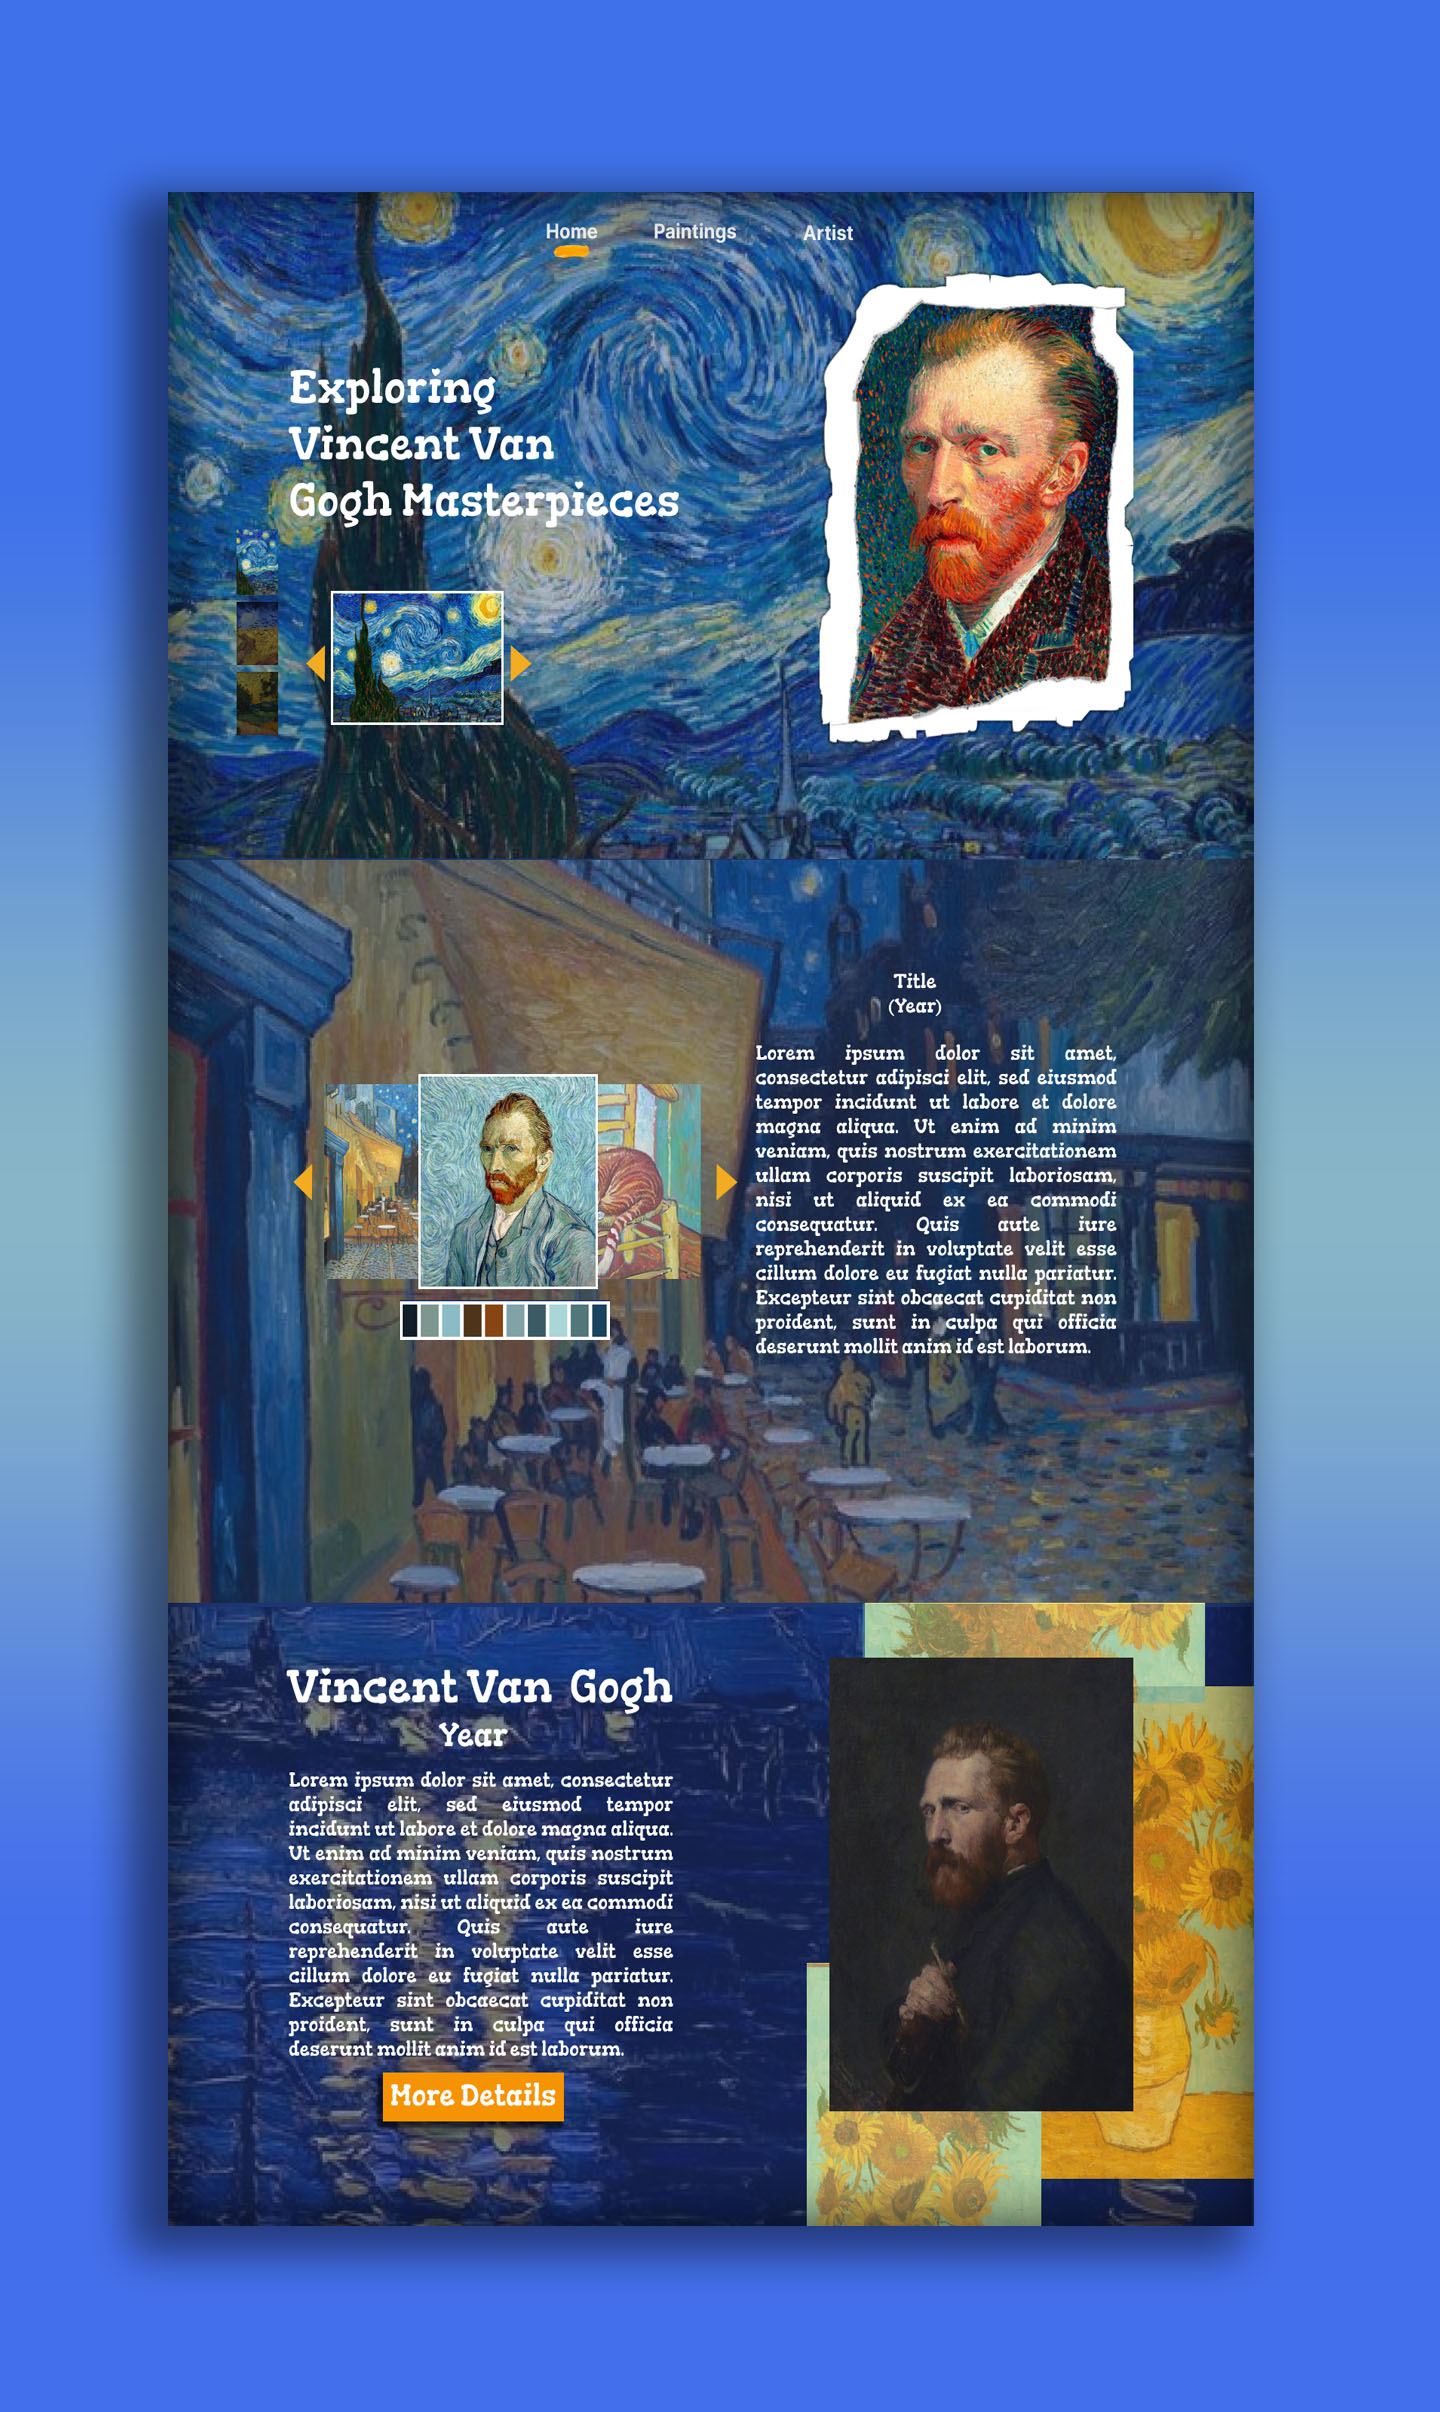 Home Paintings Artist
Exploring
Vincent Van
Gogh Masterpieces
Title
(Year)
Lorem ipsum dolor sit amet,
consectetur adipisci elit, sed eiusmod
tempor incidunt ut labore et dolore
magna aliqua. Ut enim ad minim
veniam, quis nostrum exercitationem
ullam corporis suscipit laboriosam,
nisi ut aliquid ex ea commodi
consequatur. Quis aute iure
reprehenderit in voluptate velit esse
cillum dolore eu fugiat nulla pariatur.
Excepteur sint obcaecat cupiditat non
proident, sunt in culpa qui officia
deserunt mollit anim id est laborum.
Vincent Van Gogh
Year
Lorem ipsum dolor sit amet, consectetur
adipisci elit, sed eiusmod tempor
incidunt ut labore et dolore magna aliqua.
Ut enim ad minim veniam, quis nostrum
exercitationem ullam corporis suscipit
laboriosam, nisi ut aliquid ex ea commodi
consequatur. Quis aute iure
reprehenderit in voluptate velit esse
cillum dolore eu fugiat nulla pariatur.
Excepteur sint obcaecat cupiditat non
proident, sunt in culpa qui officia
deserunt mollit anim id est laborum.
More Details